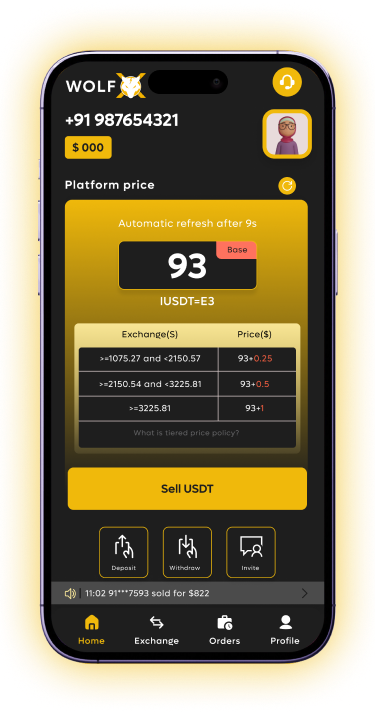 WOLF X
+91 987654321
$ 000
Platform price
Automatic refresh after 9s
Base
93
IUSDT=E3
Exchange(S) Price($)
>=1075.27 and <2150.57 93+0.25
>=2150.54 and <3225.81 93+0.5
>=3225.81 93+1
What is tiered price policy?
Sell USDT
Deposit Withdraw Invite
11:02 91***7593 sold for $822
Home Exchange Orders Profile